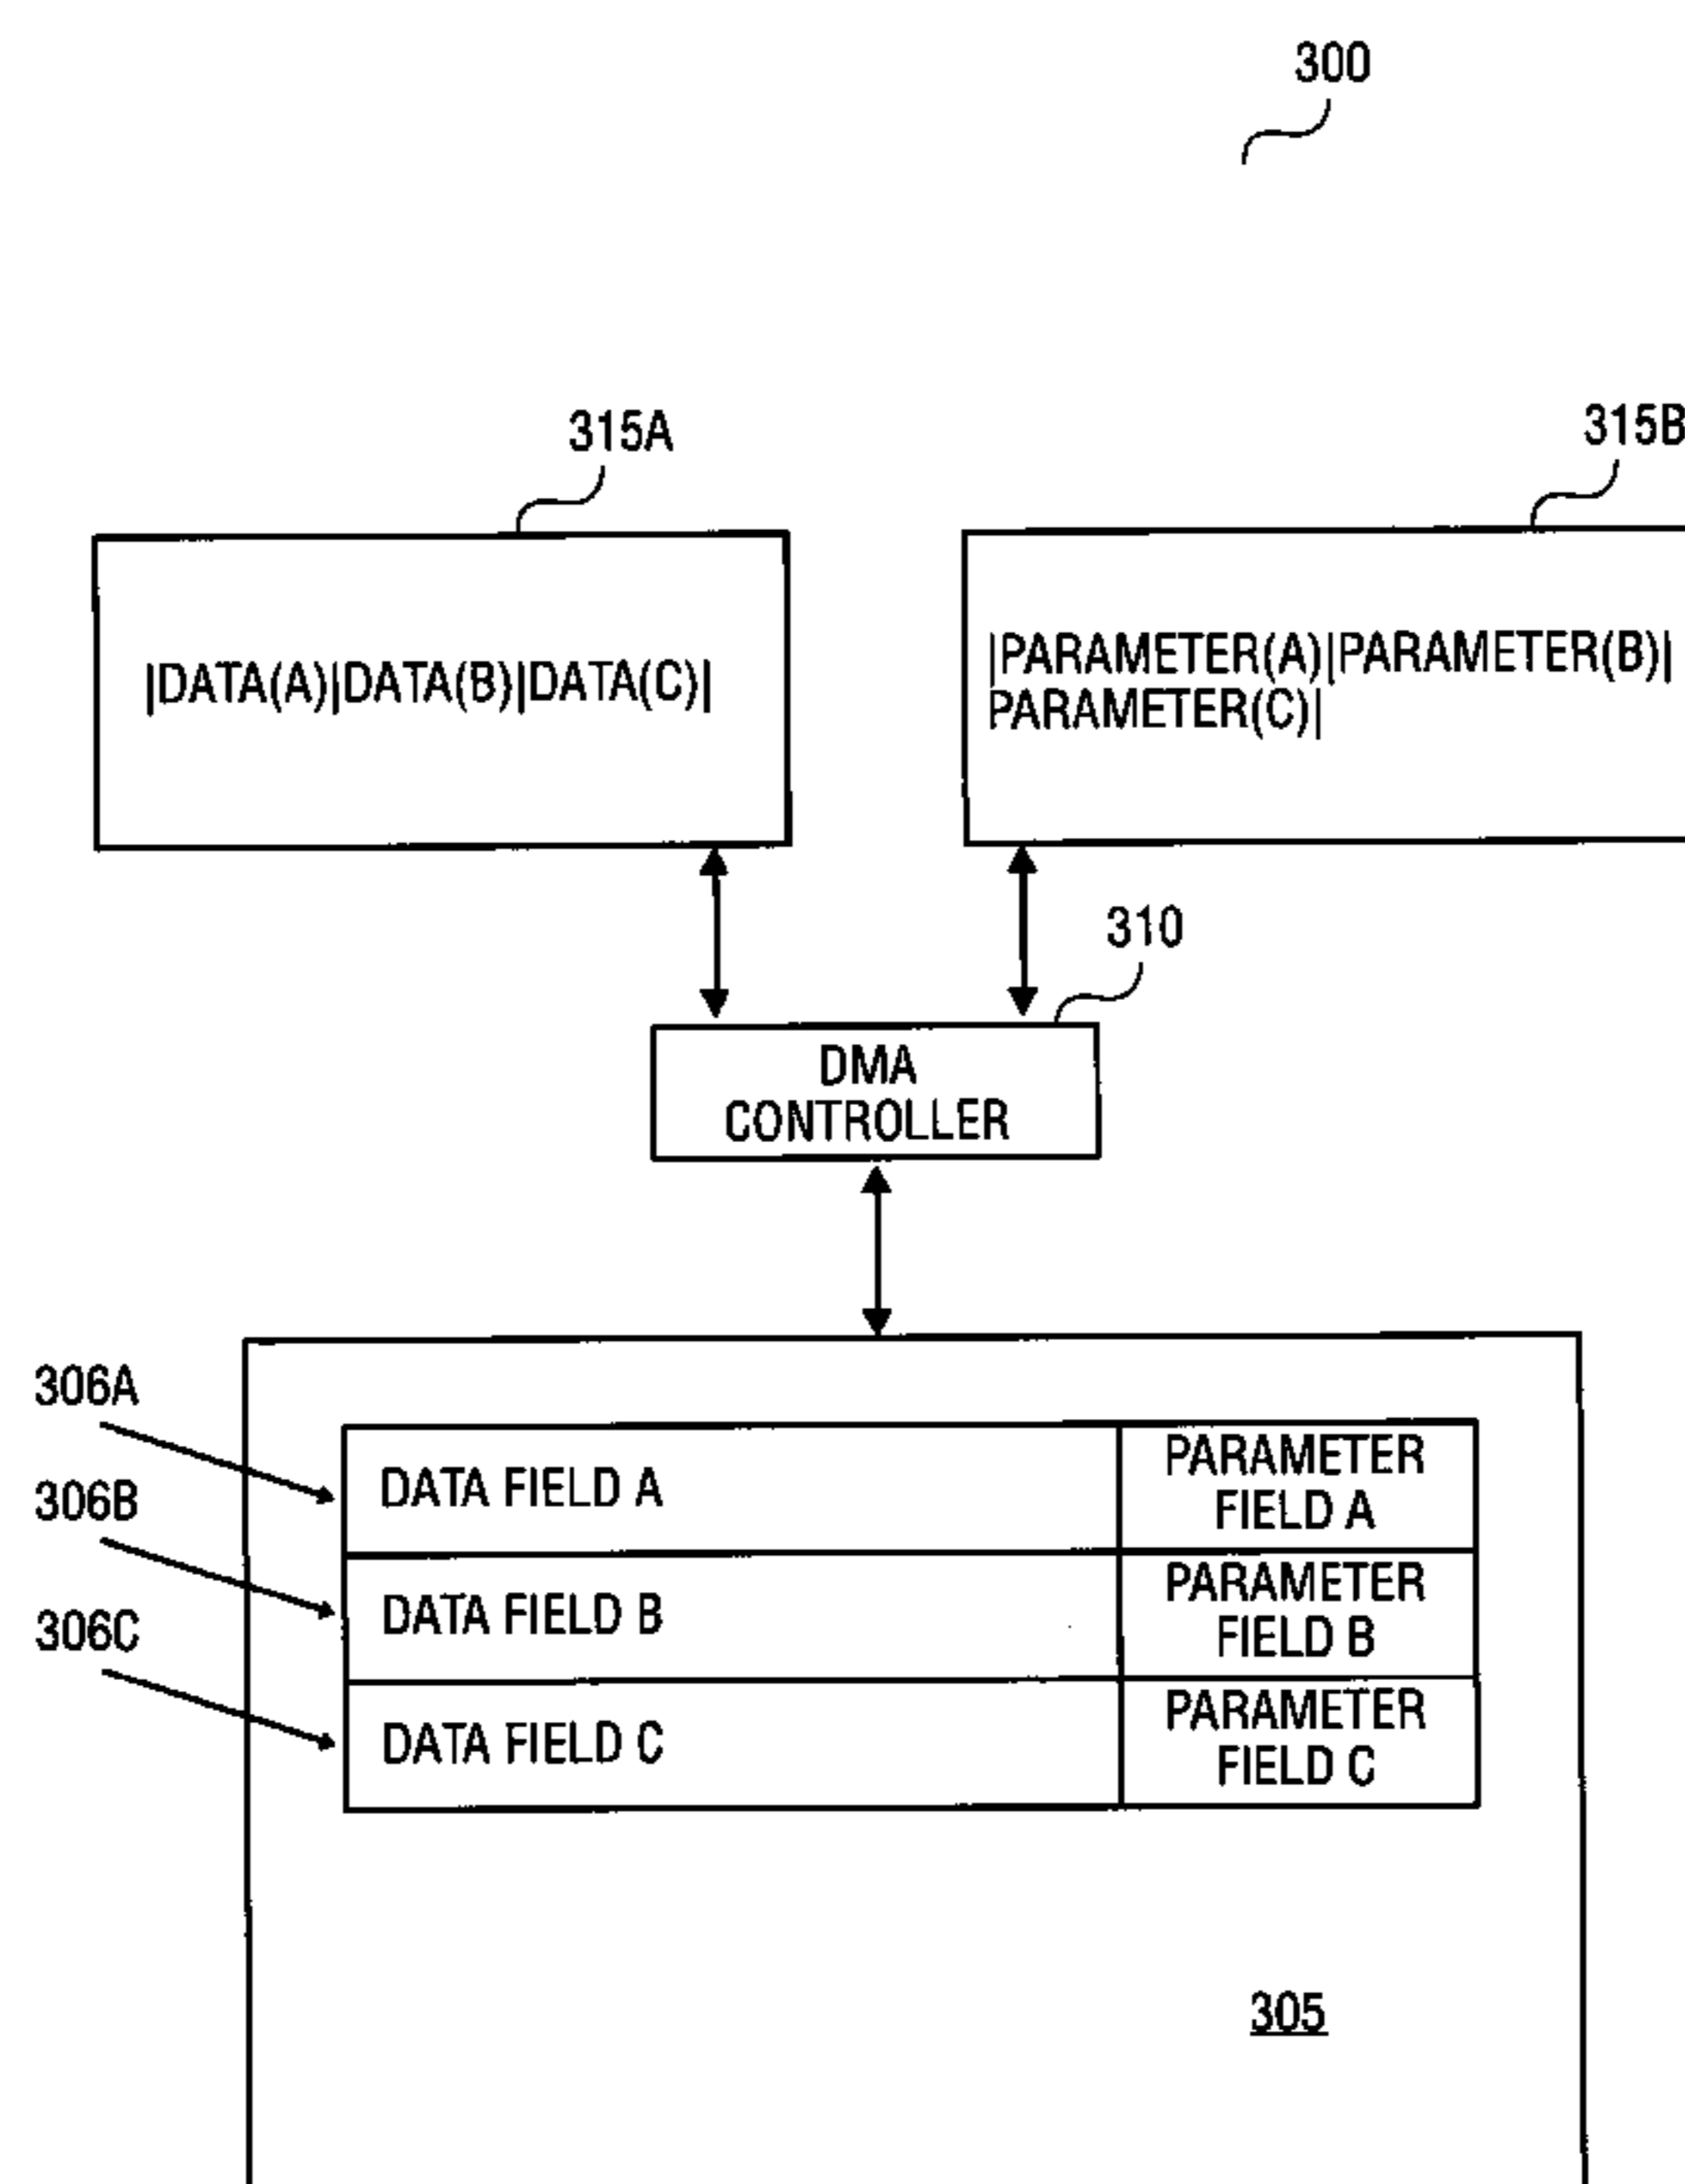 300
315A
315B
|DATA(A)|DATA(B)|DATA(C)|
|PARAMETER(A)|PARAMETER(B)|
PARAMETER(C)|
310
DMA
CONTROLLER
306A
306B
306C
DATA FIELD A
PARAMETER
FIELD A
DATA FIELD B
PARAMETER
FIELD B
DATA FIELD C
PARAMETER
FIELD C
305